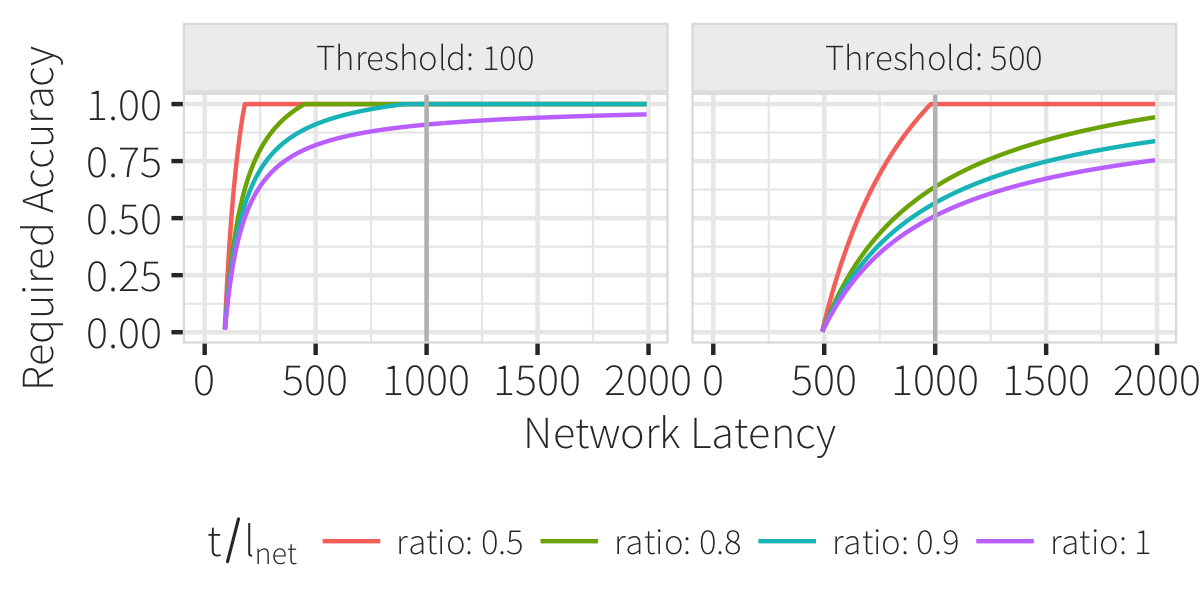 Threshold: 100 Threshold: 500
Required Accuracy
1.00
0.75
0.50
0.25
0.00
0 500 1000 1500 2000 0 500 1000 1500 2000
Network Latency
t/lnet ratio: 0.5 ratio: 0.8 ratio: 0.9 ratio: 1